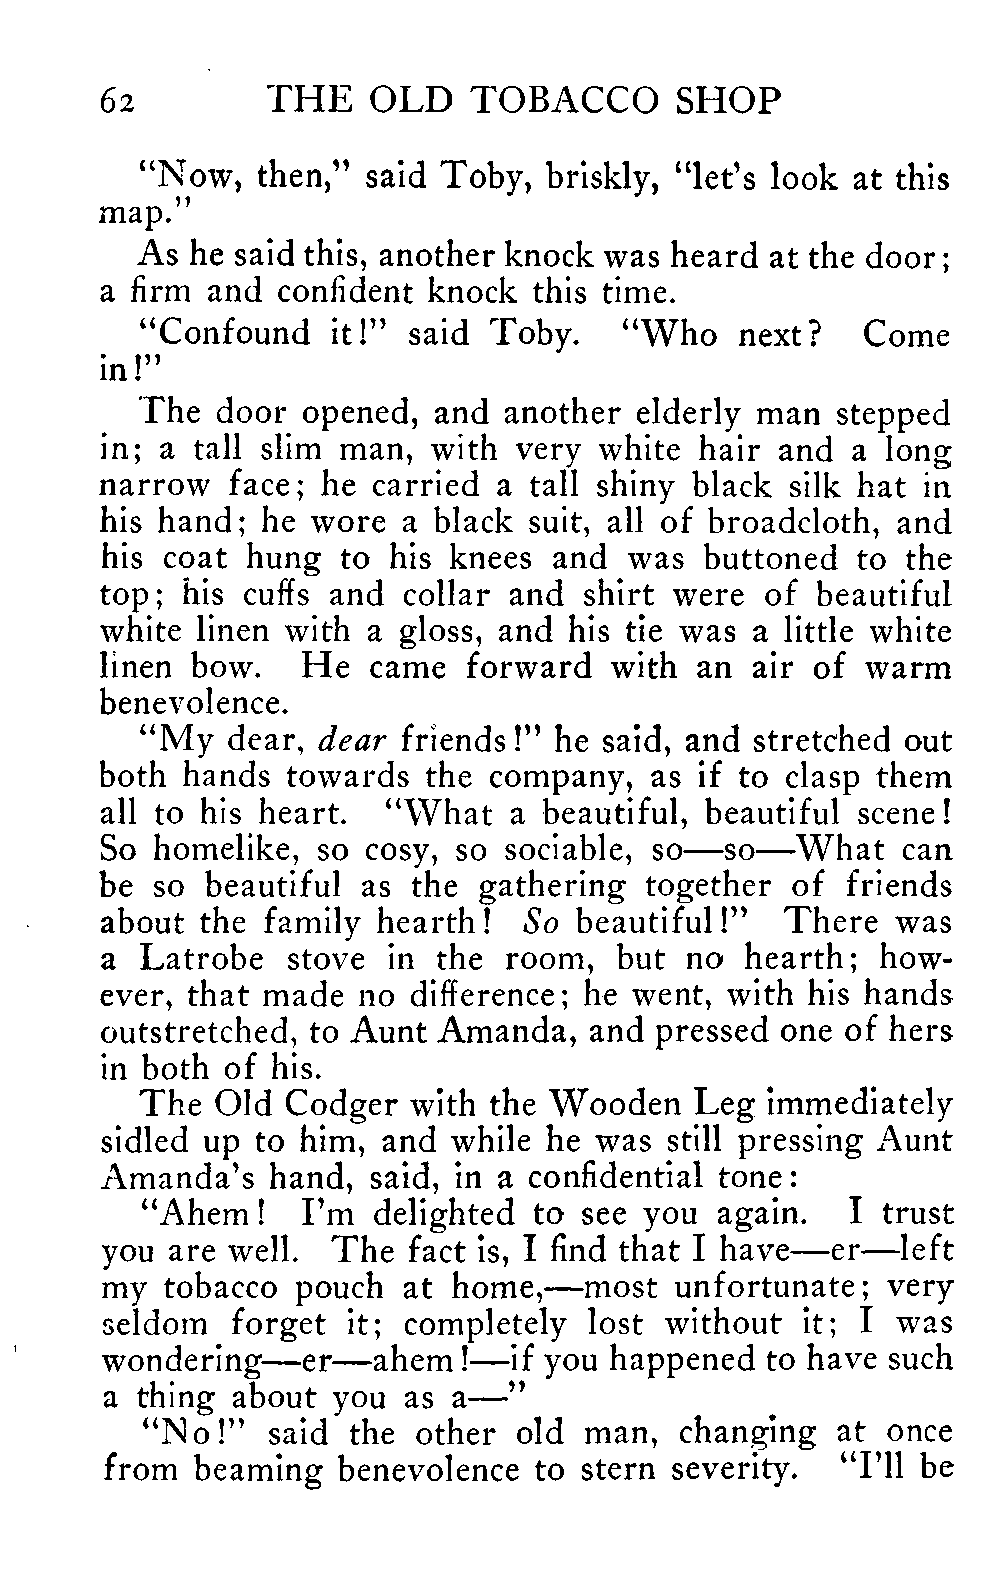 62 THE OLD TOBACCO SHOP
“Now, then,” said Toby, briskly, “let’s look at this
map.”
As he said this, another knock was heard at the door;
a firm and confident knock this time.
“Confound it!” said Toby. “Who next? Come
in!”
The door opened, and another elderly man stepped
in; a tall slim man, with very white hair and a long
narrow face; he carried a tall shiny black silk hat in
his hand; he wore a black suit, all of broadcloth, and
his coat hung to his knees and was buttoned to the
top; his cuffs and collar and shirt were of beautiful
white linen with a gloss, and his tie was a little white
linen bow. He came forward with an air of warm
benevolence.
“My dear, dear friends!” he said, and stretched out
both hands towards the company, as if to clasp them
all to his heart. “What a beautiful, beautiful scene!
So homelike, so cosy, so sociable, so—so—What can
be so beautiful as the gathering together of friends
about the family hearth! So beautiful!” There was
a Latrobe stove in the room, but no hearth; how-
ever, that made no difference; he went, with his hands
outstretched, to Aunt Amanda, and pressed one of hers
in both of his.
The Old Codger with the Wooden Leg immediately
sidled up to him, and while he was still pressing Aunt
Amanda’s hand, said, in a confidential tone:
“Ahem! I’m delighted to see you again. I trust
you are well. The fact is, I find that I have—er—left
my tobacco pouch at home,—most unfortunate; very
seldom forget it; completely lost without it; I was
wondering—er—ahem!—if you happened to have such
a thing about you as a—”
“No!” said the other old man, changing at once
from beaming benevolence to stern severity. “I’ll be